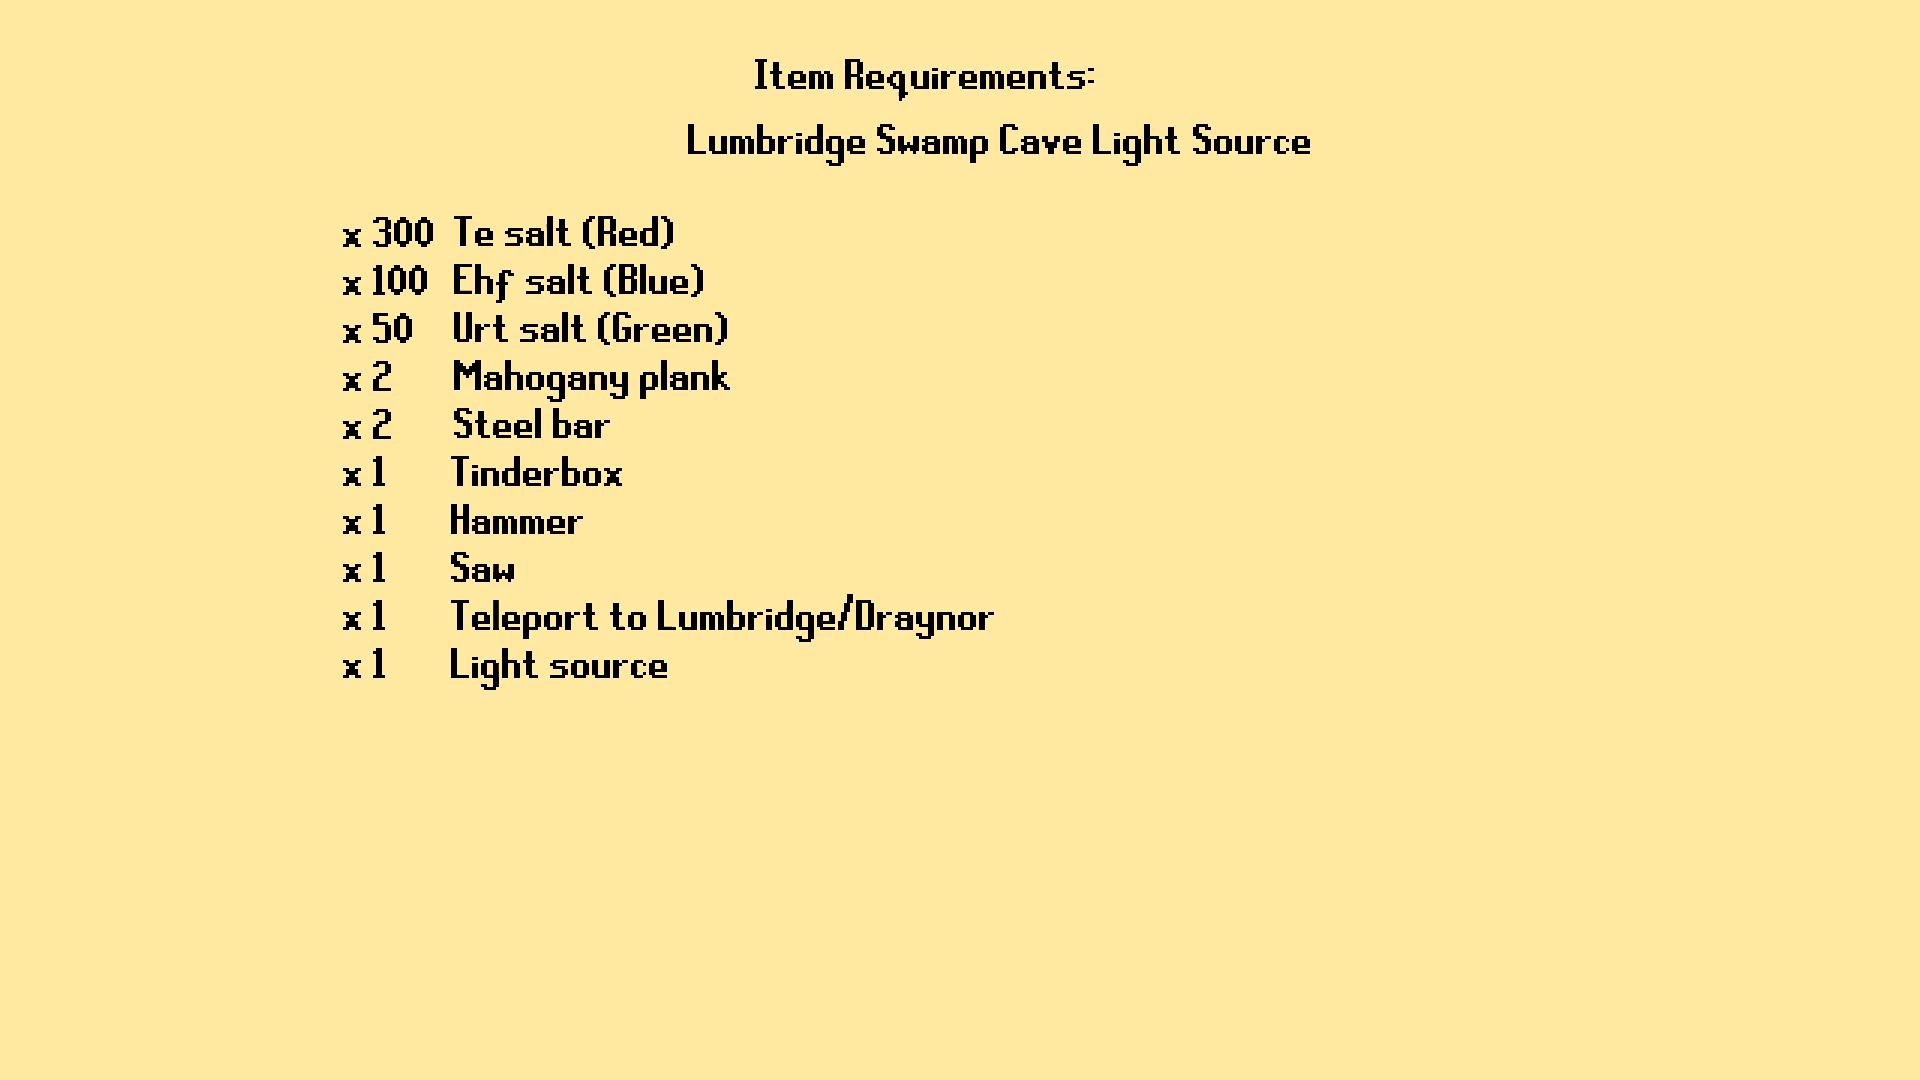 Item Requirements:
Lumbridge Swamp Cave Light Source
x 300 Te salt (Red)
x 100 Ehf salt (Blue)
x 50 Urt salt (Green)
x 2 Mahogany plank
x 2 Steel bar
x 1 Tinderbox
x 1 Hammer
x 1 Saw
x 1 Teleport to Lumbridge/Draynor
x 1 Light source